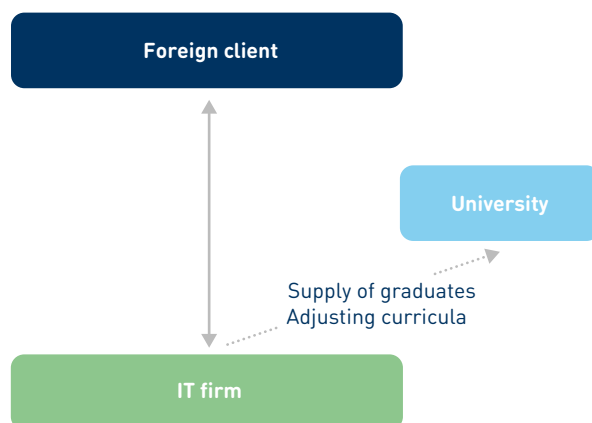 Foreign client
University
Supply of graduates
Adjusting curricula
IT firm